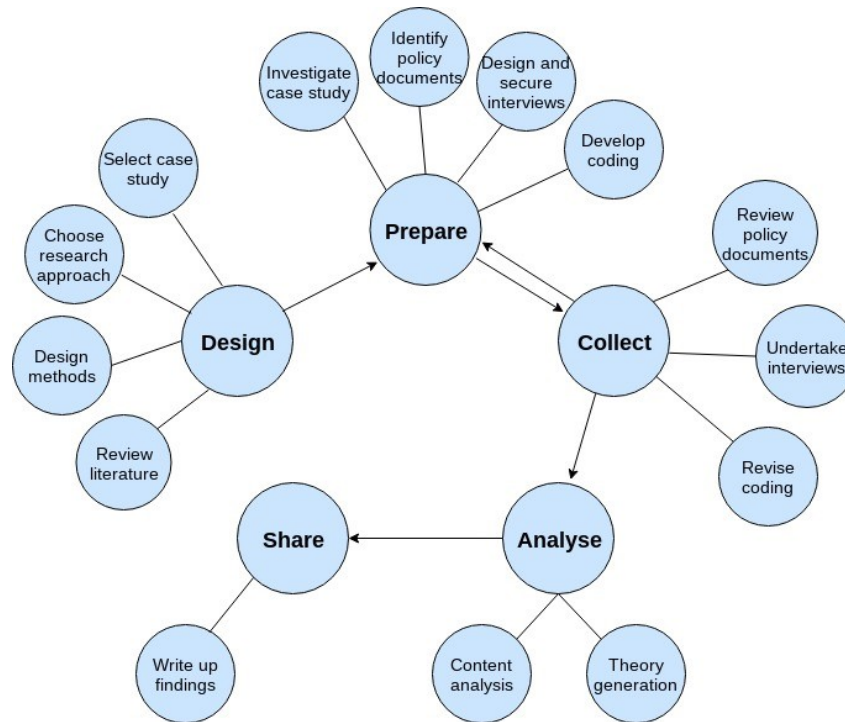 Identify
policy
documents
Investigate
case study
Design and
secure
interviews
Develop
coding
Select case
study
Prepare
Review
policy
documents
Choose
research
approach
Design
Collect
Design
methods
Undertake
interviews
Review
literature
Revise
coding
Share
Analyse
Write up
findings
Content
analysis
Theory
generation